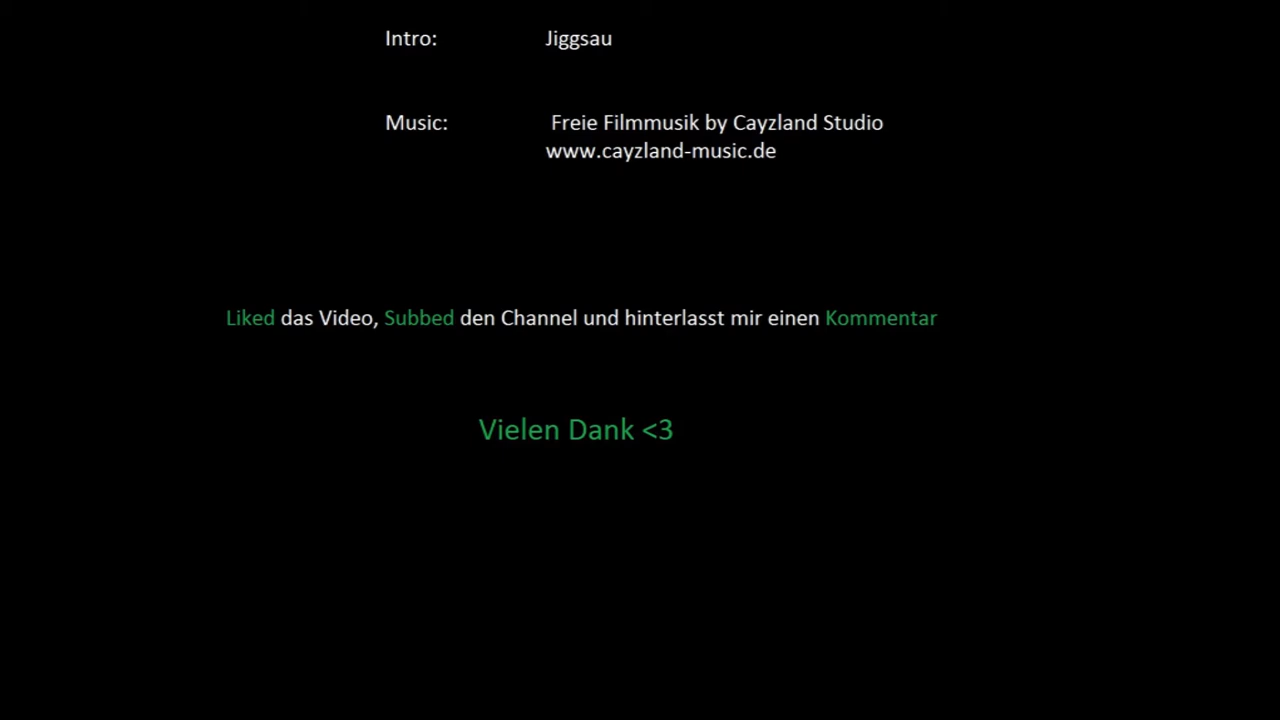 Intro: Jiggsau
Music: Freie Filmmusik by Cayzland Studio
www.cayzland-music.de
Liked das Video, Subbed den Channel und hinterlasst mir einen Kommentar
Vielen Dank <3